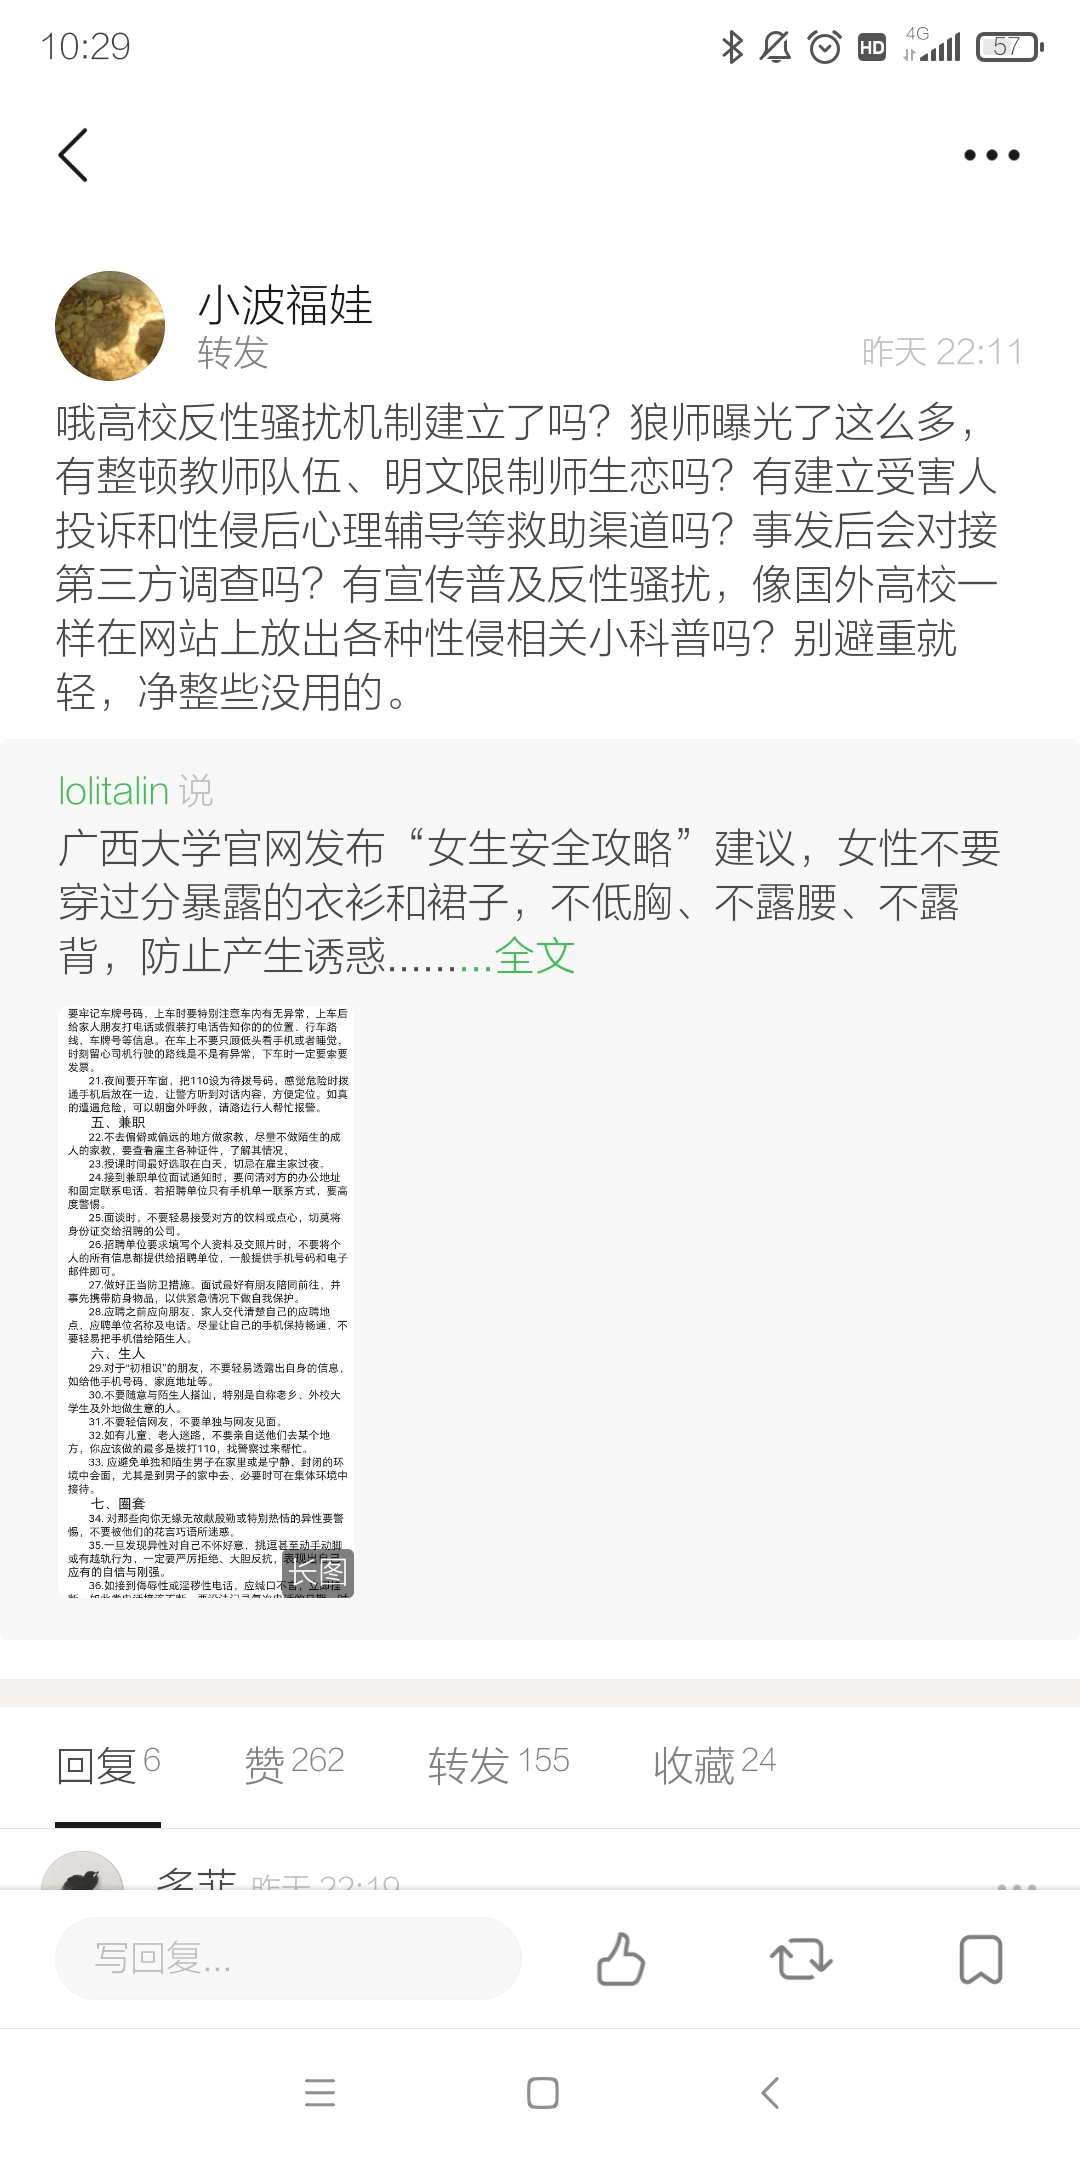 10:29
HD
4G
57
小波福娃
转发
昨天 22:11
哦高校反性骚扰机制建立了吗？狼师曝光了这么多，
有整顿教师队伍、明文限制师生恋吗？有建立受害人
投诉和性侵后心理辅导等救助渠道吗？事发后会对接
第三方调查吗？有宣传普及反性骚扰，像国外高校一
样在网站上放出各种性侵相关小科普吗？别避重就
轻，净整些没用的。
lolitalin 说
广西大学官网发布“女生安全攻略”建议，女性不要
穿过分暴露的衣衫和裙子，不低胸、不露腰、不露
背，防止产生诱惑.........全文
要牢记车牌号码，上车时要特别注意车内有无异常，上车后
给家人朋友打电话或假装打电话告知你的的位置、行车路
线、车牌号等信息。在车上不要只顾低头看手机或者睡觉，
时刻留心司机行驶的路线是不是有异常，下车时一定要索要
发票。
21.夜间要开车窗，把110设为待拨号码，感觉危险时拨
通手机后放在一边，让警方听到对话内容，方便定位。如真
的遭遇危险，可以朝窗外呼救，请路边行人帮忙报警。
五、兼职
22.不去偏僻或偏远的地方做家教，尽量不做陌生的成
人的家教，要查看雇主各种证件，了解其情况，
23.授课时间最好选取在白天，切忌在雇主家过夜。
24.接到兼职单位面试通知时，要问清对方的办公地址
和固定联系电话，若招聘单位只有手机单一联系方式，要高
度警惕。
25.面谈时，不要轻易接受对方的饮料或点心，切莫将
身份证交给招聘的公司。
26.招聘单位要求填写个人资料及交照片时，不要将个
人的所有信息都提供给招聘单位，一般提供手机号码和电子
邮件即可。
27.做好正当防卫措施。面试最好有朋友陪同前往，并
事先携带防身物品，以供紧急情况下做自我保护。
28.应聘之前应向朋友、家人交代清楚自己的应聘地
点、应聘单位名称及电话。尽量让自己的手机保持畅通，不
要轻易把手机借给陌生人。
六、生人
29.对于“初相识”的朋友，不要轻易透露出自身的信息，
如给他手机号码，家庭地址等。
30.不要随意与陌生人搭讪，特别是自称老乡、外校大
学生及外地做生意的人。
31.不要轻信网友，不要单独与网友见面。
32.如有儿童、老人迷路，不要亲自送他们去某个地
方，你应该做的最多是拨打110，找警察过来帮忙。
33. 应避免单独和陌生男子在家里或是宁静、封闭的环
境中会面，尤其是到男子的家中去，必要时可在集体环境中
接待。
七、圈套
34. 对那些向你无缘无故献殷勤或特别热情的异性要警
惕，不要被他们的花言巧语所迷惑。
35.一旦发现异性对自己不怀好意，挑逗甚至动手动脚
或有越轨行为，一定要严厉拒绝、大胆反抗，表现出自己
应有的自信与刚强。
36.如接到侮辱性或淫秽性电话，应缄口不言，立即挂
长图
回复 6
赞 262
转发 155
收藏 24
多菲 昨天 22:19
写回复...